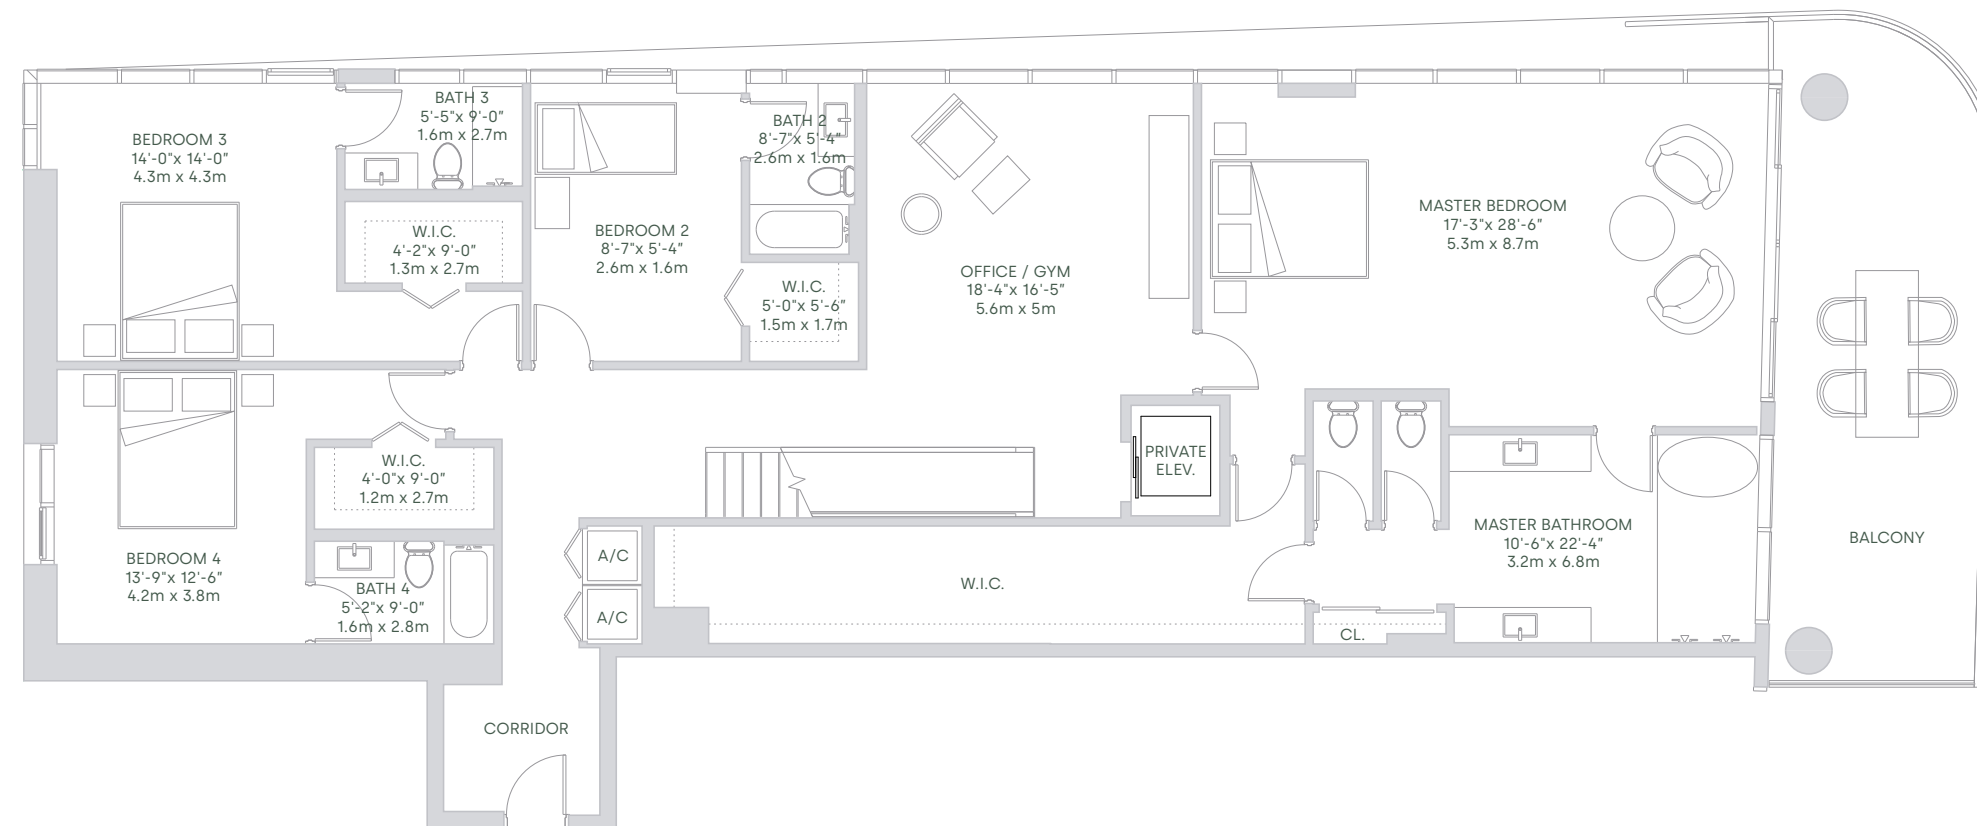 BEDROOM 3
14'-0"x 14'-0"
4.3m x 4.3m
BATH 3
5'-5"x 9'-0"
1.6m x 2.7m
W.I.C.
4'-2"x 9'-0"
1.3m x 2.7m
BEDROOM 2
8'-7"x 5'-4"
2.6m x 1.6m
BATH 2
8'-7"x 5'-4"
2.6m x 1.6m
W.I.C.
5'-0"x 5'-6"
1.5m x 1.7m
OFFICE / GYM
18'-4"x 16'-5"
5.6m x 5m
MASTER BEDROOM
17'-3"x 28'-6"
5.3m x 8.7m
BEDROOM 4
13'-9"x 12'-6"
4.2m x 3.8m
W.I.C.
4'-0"x 9'-0"
1.2m x 2.7m
BATH 4
5'-2"x 9'-0"
1.6m x 2.8m
A/C
A/C
W.I.C.
PRIVATE
ELEV.
CL.
MASTER BATHROOM
10'-6"x 22'-4"
3.2m x 6.8m
BALCONY
CORRIDOR